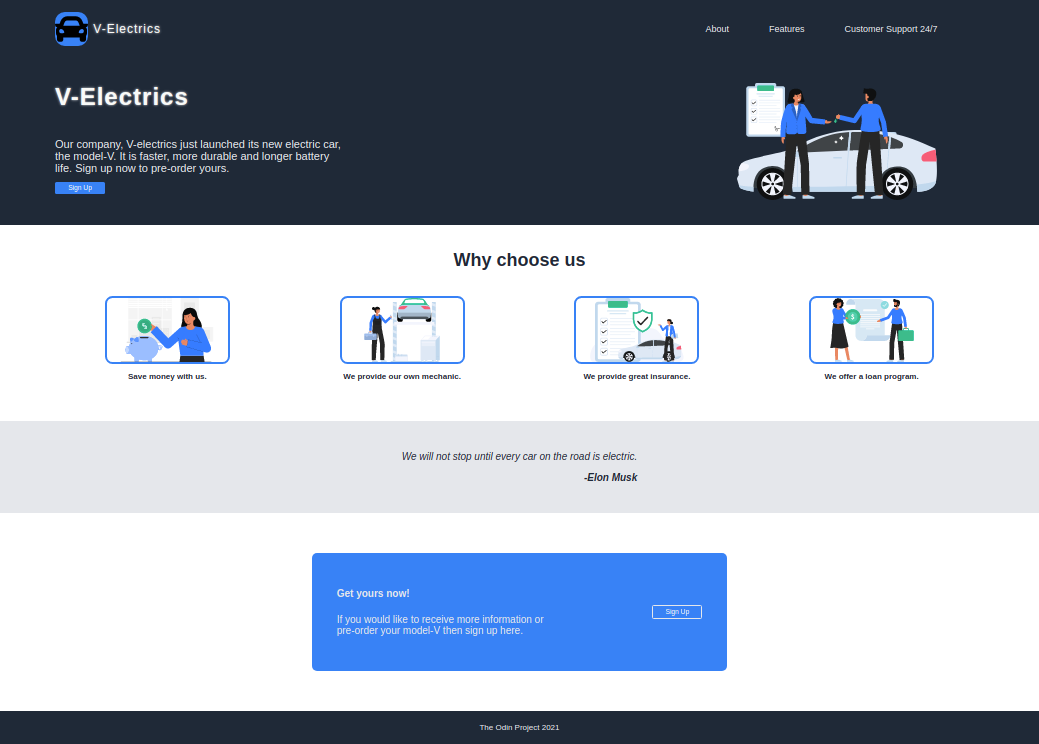 V-Electrics
About
Features
Customer Support 24/7
V-Electrics
Our company, V-electrics just launched its new electric car,
the model-V. It is faster, more durable and longer battery
life. Sign up now to pre-order yours.
Sign Up
Why choose us
$
$
Save money with us.
We provide our own mechanic.
We provide great insurance.
We offer a loan program.
We will not stop until every car on the road is electric.
-Elon Musk
Get yours now!
If you would like to receive more information or
pre-order your model-V then sign up here.
Sign Up
The Odin Project 2021